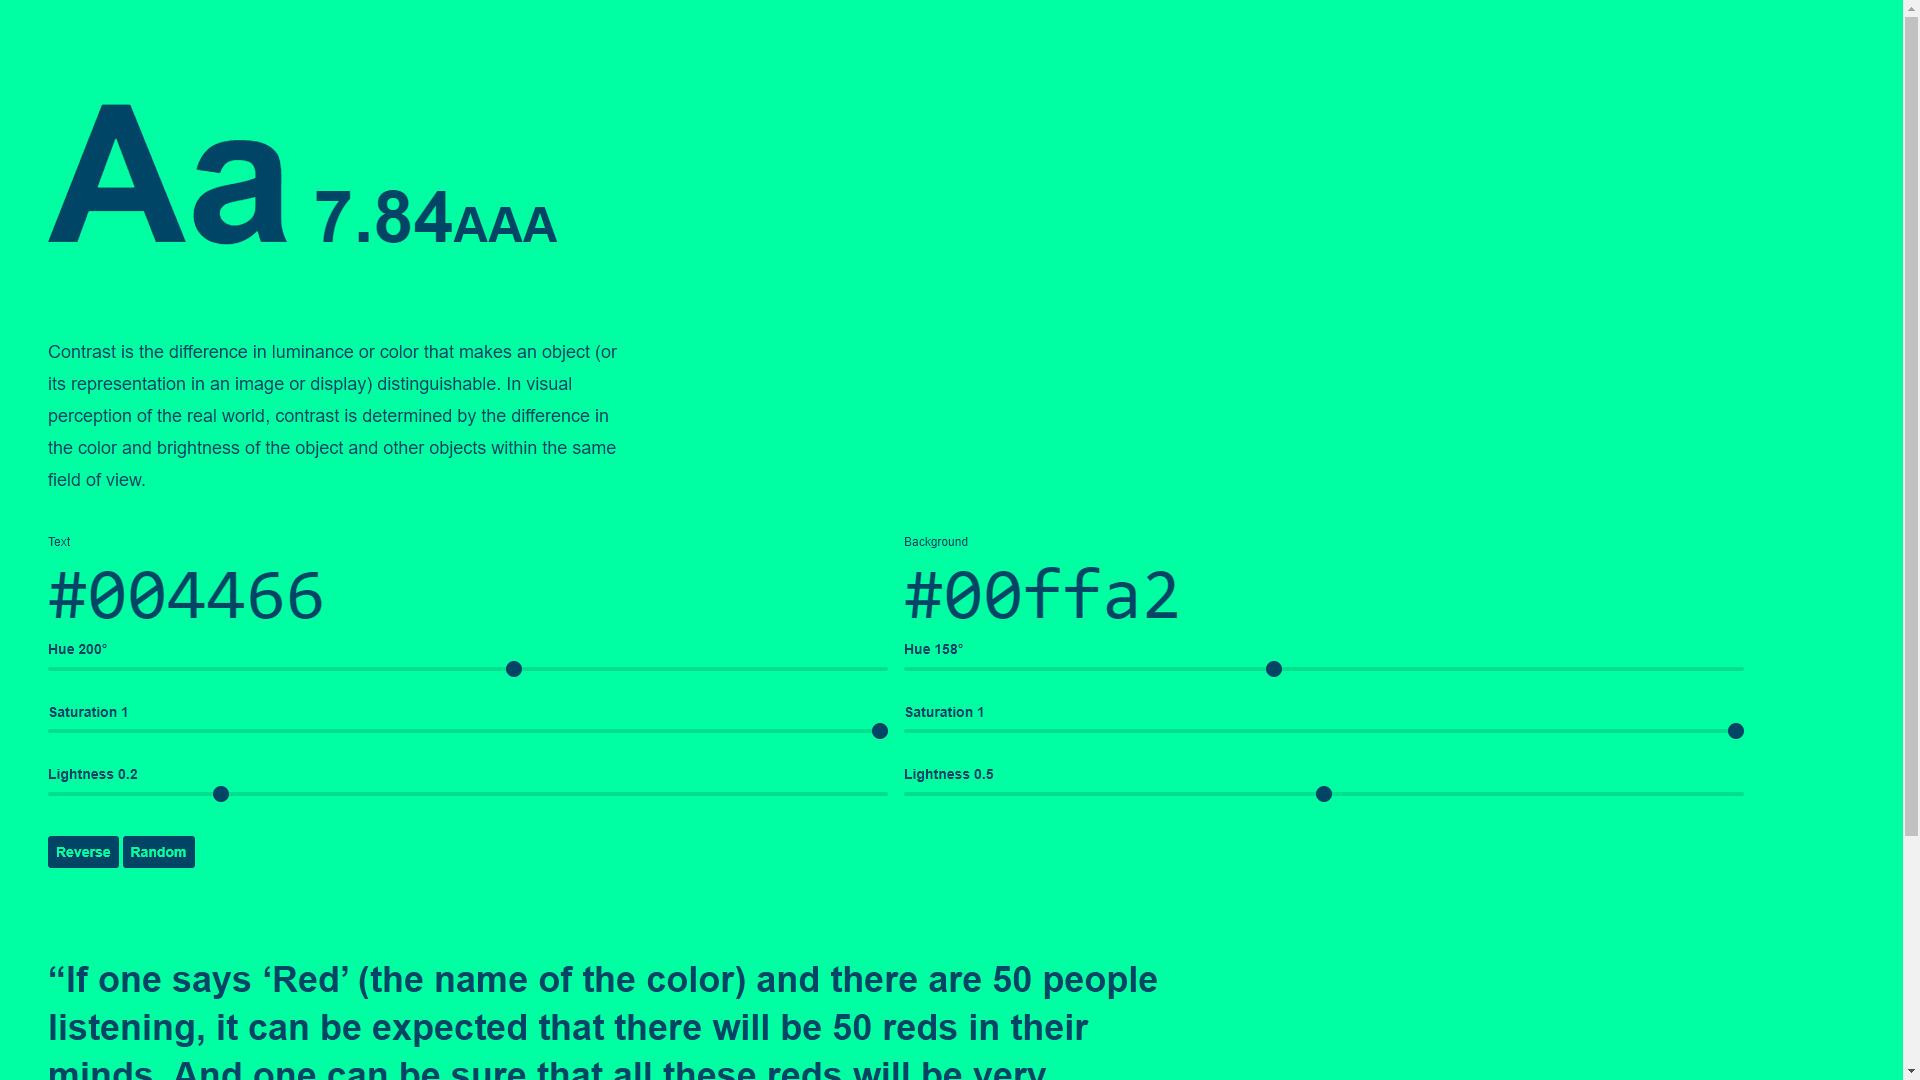 Aa 7.84AAA
Contrast is the difference in luminance or color that makes an object (or
its representation in an image or display) distinguishable. In visual
perception of the real world, contrast is determined by the difference in
the color and brightness of the object and other objects within the same
field of view.
Text
#004466
Hue 200°
Saturation 1
Lightness 0.2
Background
#00ffa2
Hue 158°
Saturation 1
Lightness 0.5
Reverse Random
“If one says ‘Red’ (the name of the color) and there are 50 people
listening, it can be expected that there will be 50 reds in their
minds. And one can be sure that all these reds will be very